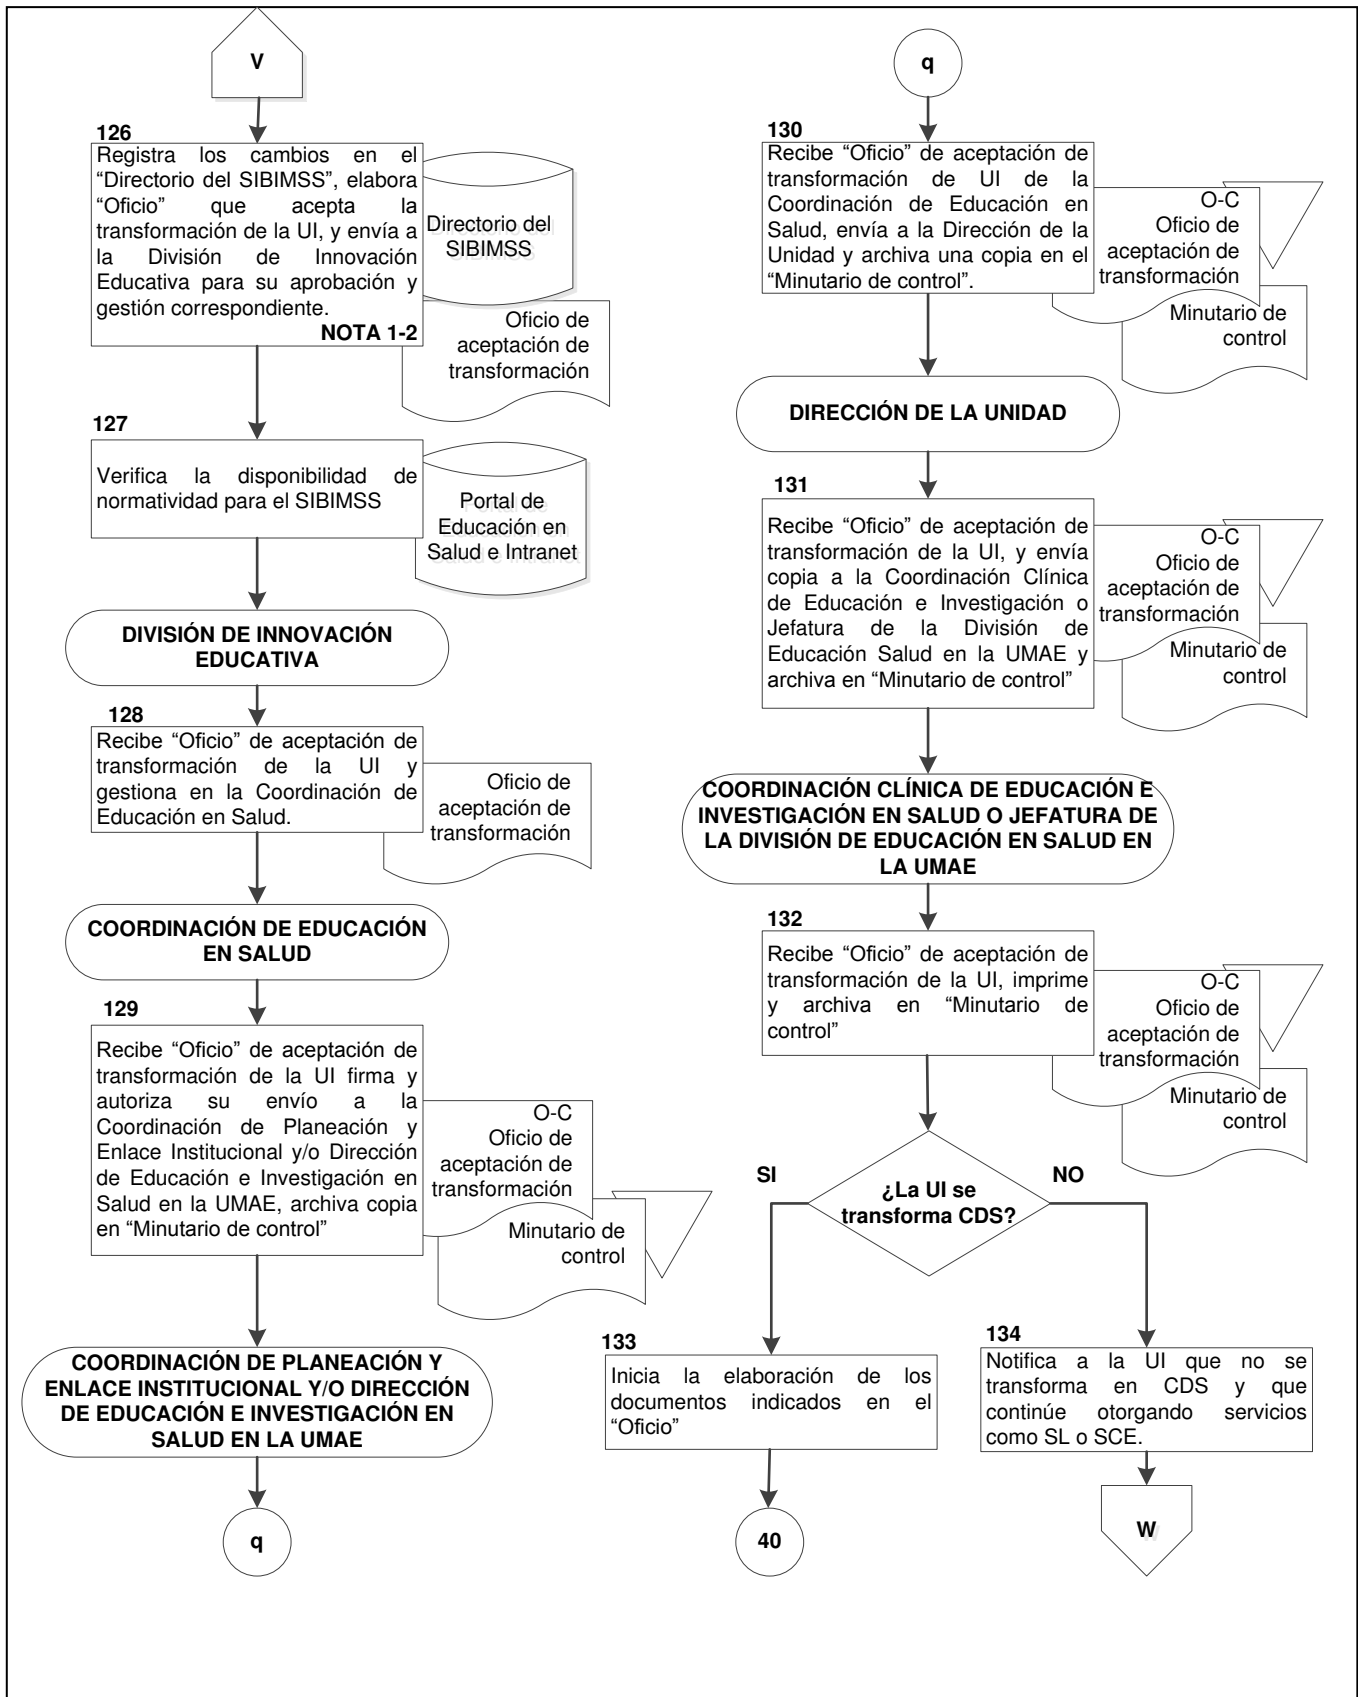 V
126
Registra los cambios en el
“Directorio del SIBIMSS”, elabora
“Oficio” que acepta la
transformación de la UI, y envía a
la División de Innovación
Educativa para su aprobación y
gestión correspondiente.
NOTA 1-2
Directorio del
SIBIMSS
Oficio de
aceptación de
transformación
127
Verifica la disponibilidad de
normatividad para el SIBIMSS
Portal de
Educación en
Salud e Intranet
DIVISIÓN DE INNOVACIÓN
EDUCATIVA
128
Recibe “Oficio” de aceptación de
transformación de la UI y
gestiona en la Coordinación de
Educación en Salud.
Oficio de
aceptación de
transformación
COORDINACIÓN DE EDUCACIÓN
EN SALUD
129
Recibe “Oficio” de aceptación de
transformación de la UI firma y
autoriza su envío a la
Coordinación de Planeación y
Enlace Institucional y/o Dirección
de Educación e Investigación en
Salud en la UMAE, archiva copia
en “Minutario de control”
O-C
Oficio de
aceptación de
transformación
Minutario de
control
COORDINACIÓN DE PLANEACIÓN Y
ENLACE INSTITUCIONAL Y/O DIRECCIÓN
DE EDUCACIÓN E INVESTIGACIÓN EN
SALUD EN LA UMAE
q
q
130
Recibe “Oficio” de aceptación de
transformación de UI de la
Coordinación de Educación en
Salud, envía a la Dirección de la
Unidad y archiva una copia en el
“Minutario de control”.
O-C
Oficio de
aceptación de
transformación
Minutario de
control
DIRECCIÓN DE LA UNIDAD
131
Recibe “Oficio” de aceptación de
transformación de la UI, y envía
copia a la Coordinación Clínica
de Educación e Investigación o
Jefatura de la División de
Educación Salud en la UMAE y
archiva en “Minutario de control”
O-C
Oficio de
aceptación de
transformación
Minutario de
control
COORDINACIÓN CLÍNICA DE EDUCACIÓN E
INVESTIGACIÓN EN SALUD O JEFATURA DE
LA DIVISIÓN DE EDUCACIÓN EN SALUD EN
LA UMAE
132
Recibe “Oficio” de aceptación de
transformación de la UI, imprime
y archiva en “Minutario de
control”
O-C
Oficio de
aceptación de
transformación
Minutario de
control
¿La UI se
transforma CDS?
SI
NO
133
Inicia la elaboración de los
documentos indicados en el
“Oficio”
40
134
Notifica a la UI que no se
transforma en CDS y que
continúe otorgando servicios
como SL o SCE.
W